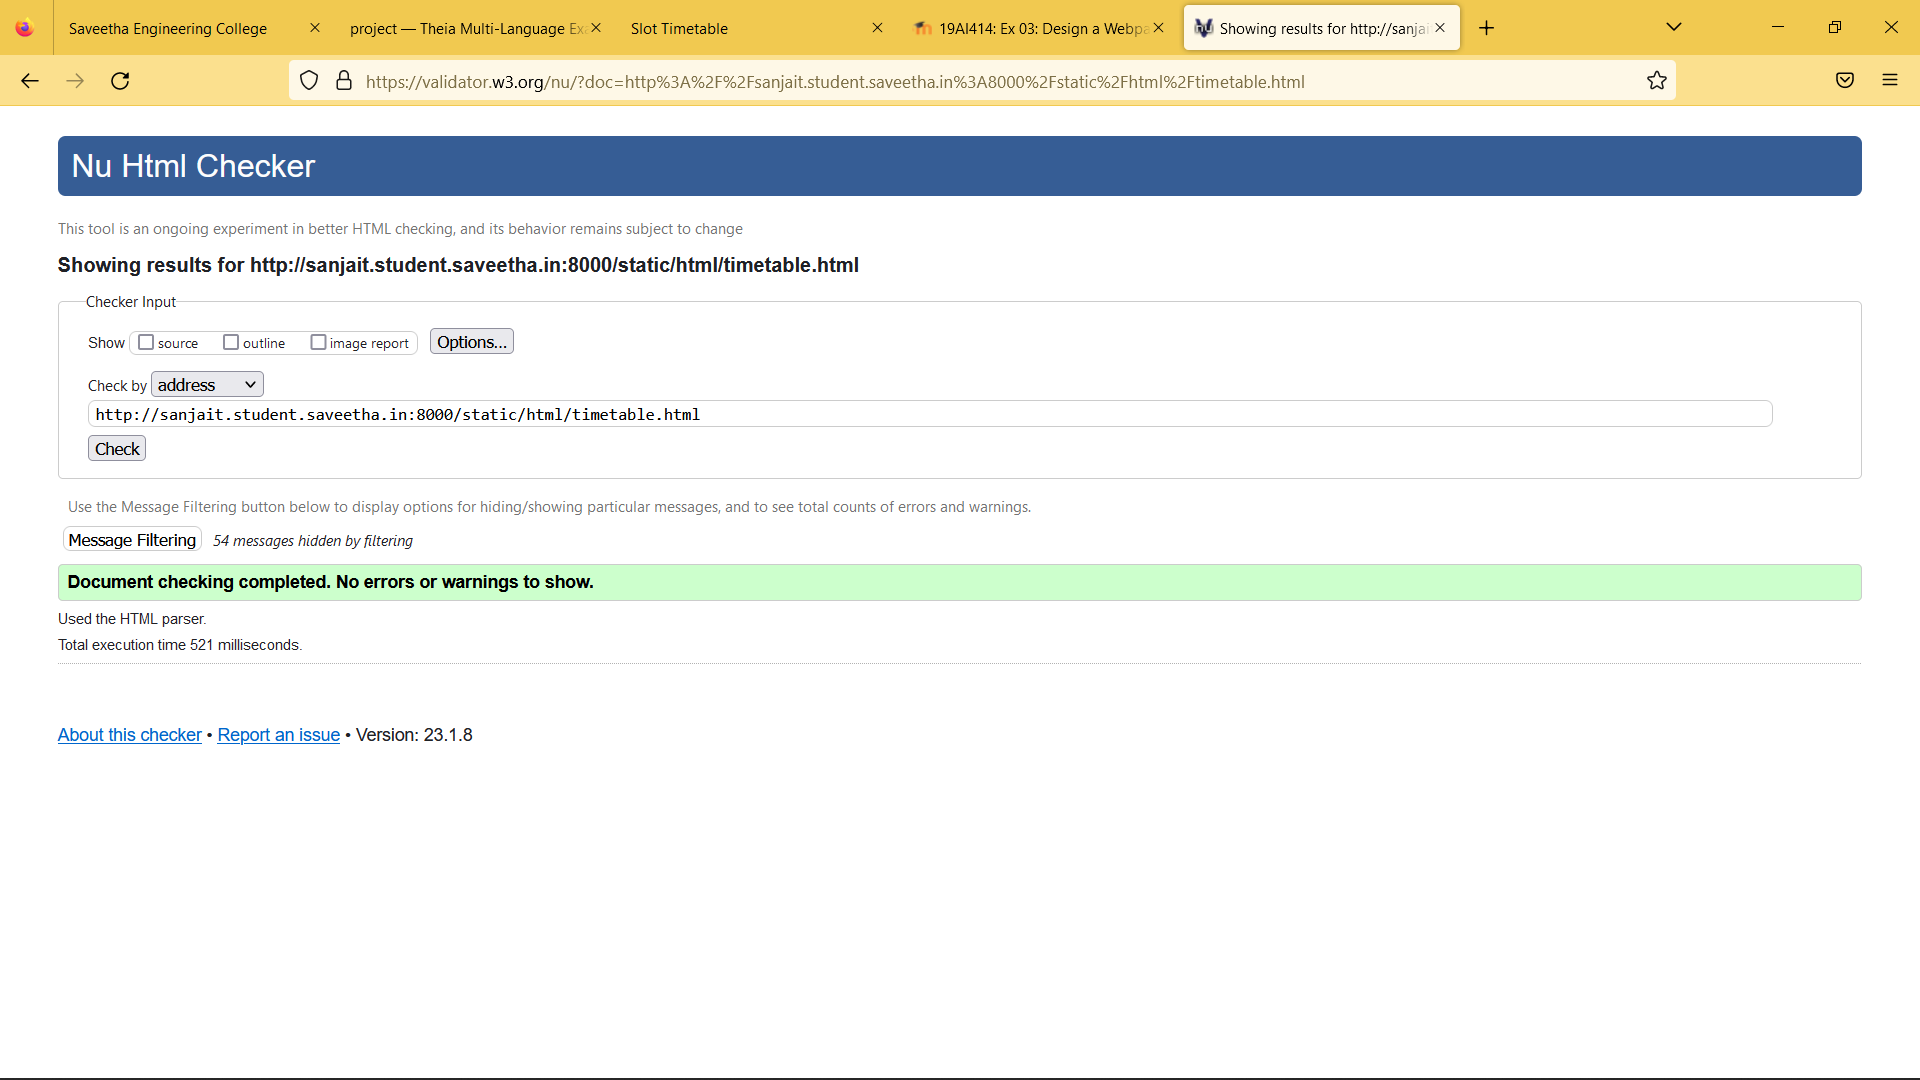 Saveetha Engineering College
project — Theia Multi-Language Exa
Slot Timetable
19AI414: Ex 03: Design a Webpa
Showing results for http://sanjai
https://validator.w3.org/nu/?doc=http%3A%2F%2Fsanjait.student.saveetha.in%3A8000%2Fstatic%2Fhtml%2Ftimetable.html
Nu Html Checker
This tool is an ongoing experiment in better HTML checking, and its behavior remains subject to change
Showing results for http://sanjait.student.saveetha.in:8000/static/html/timetable.html
Checker Input
Show source outline image report Options...
Check by address
http://sanjait.student.saveetha.in:8000/static/html/timetable.html
Check
Use the Message Filtering button below to display options for hiding/showing particular messages, and to see total counts of errors and warnings.
Message Filtering 54 messages hidden by filtering
Document checking completed. No errors or warnings to show.
Used the HTML parser.
Total execution time 521 milliseconds.
About this checker • Report an issue • Version: 23.1.8